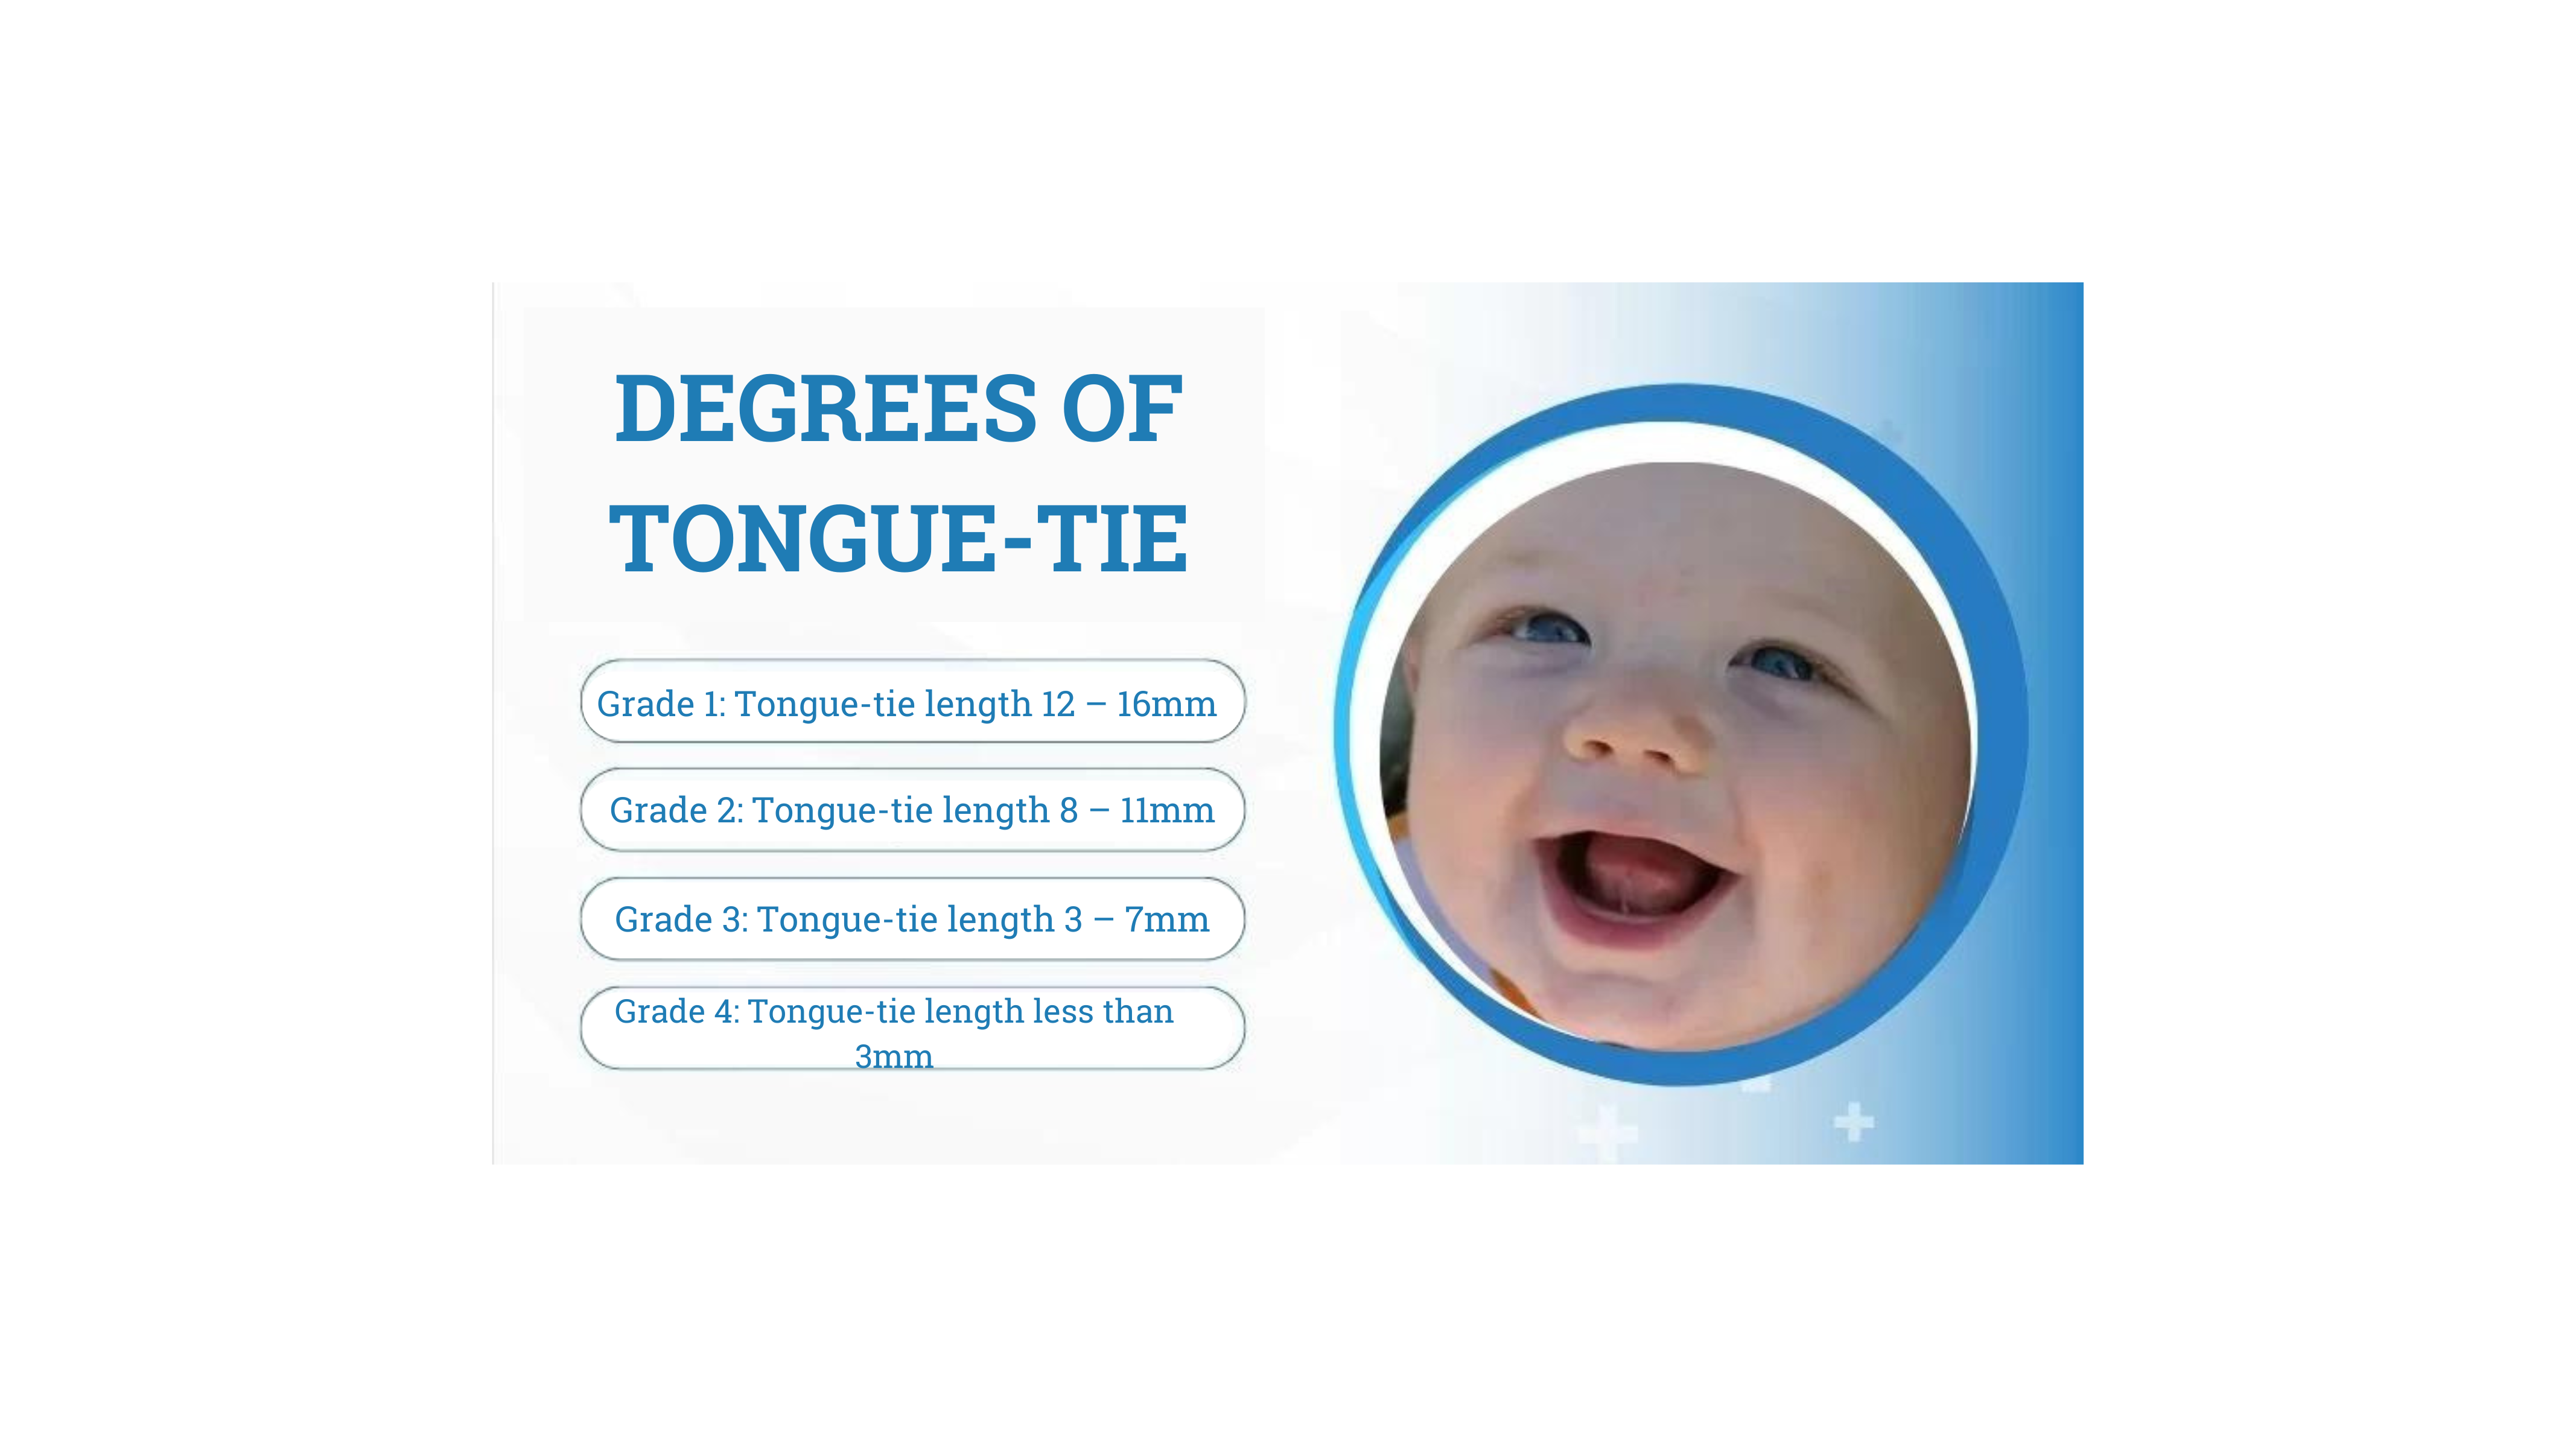 DEGREES OF
TONGUE-TIE
Grade 1: Tongue-tie length 12 – 16mm
Grade 2: Tongue-tie length 8 – 11mm
Grade 3: Tongue-tie length 3 – 7mm
Grade 4: Tongue-tie length less than
3mm